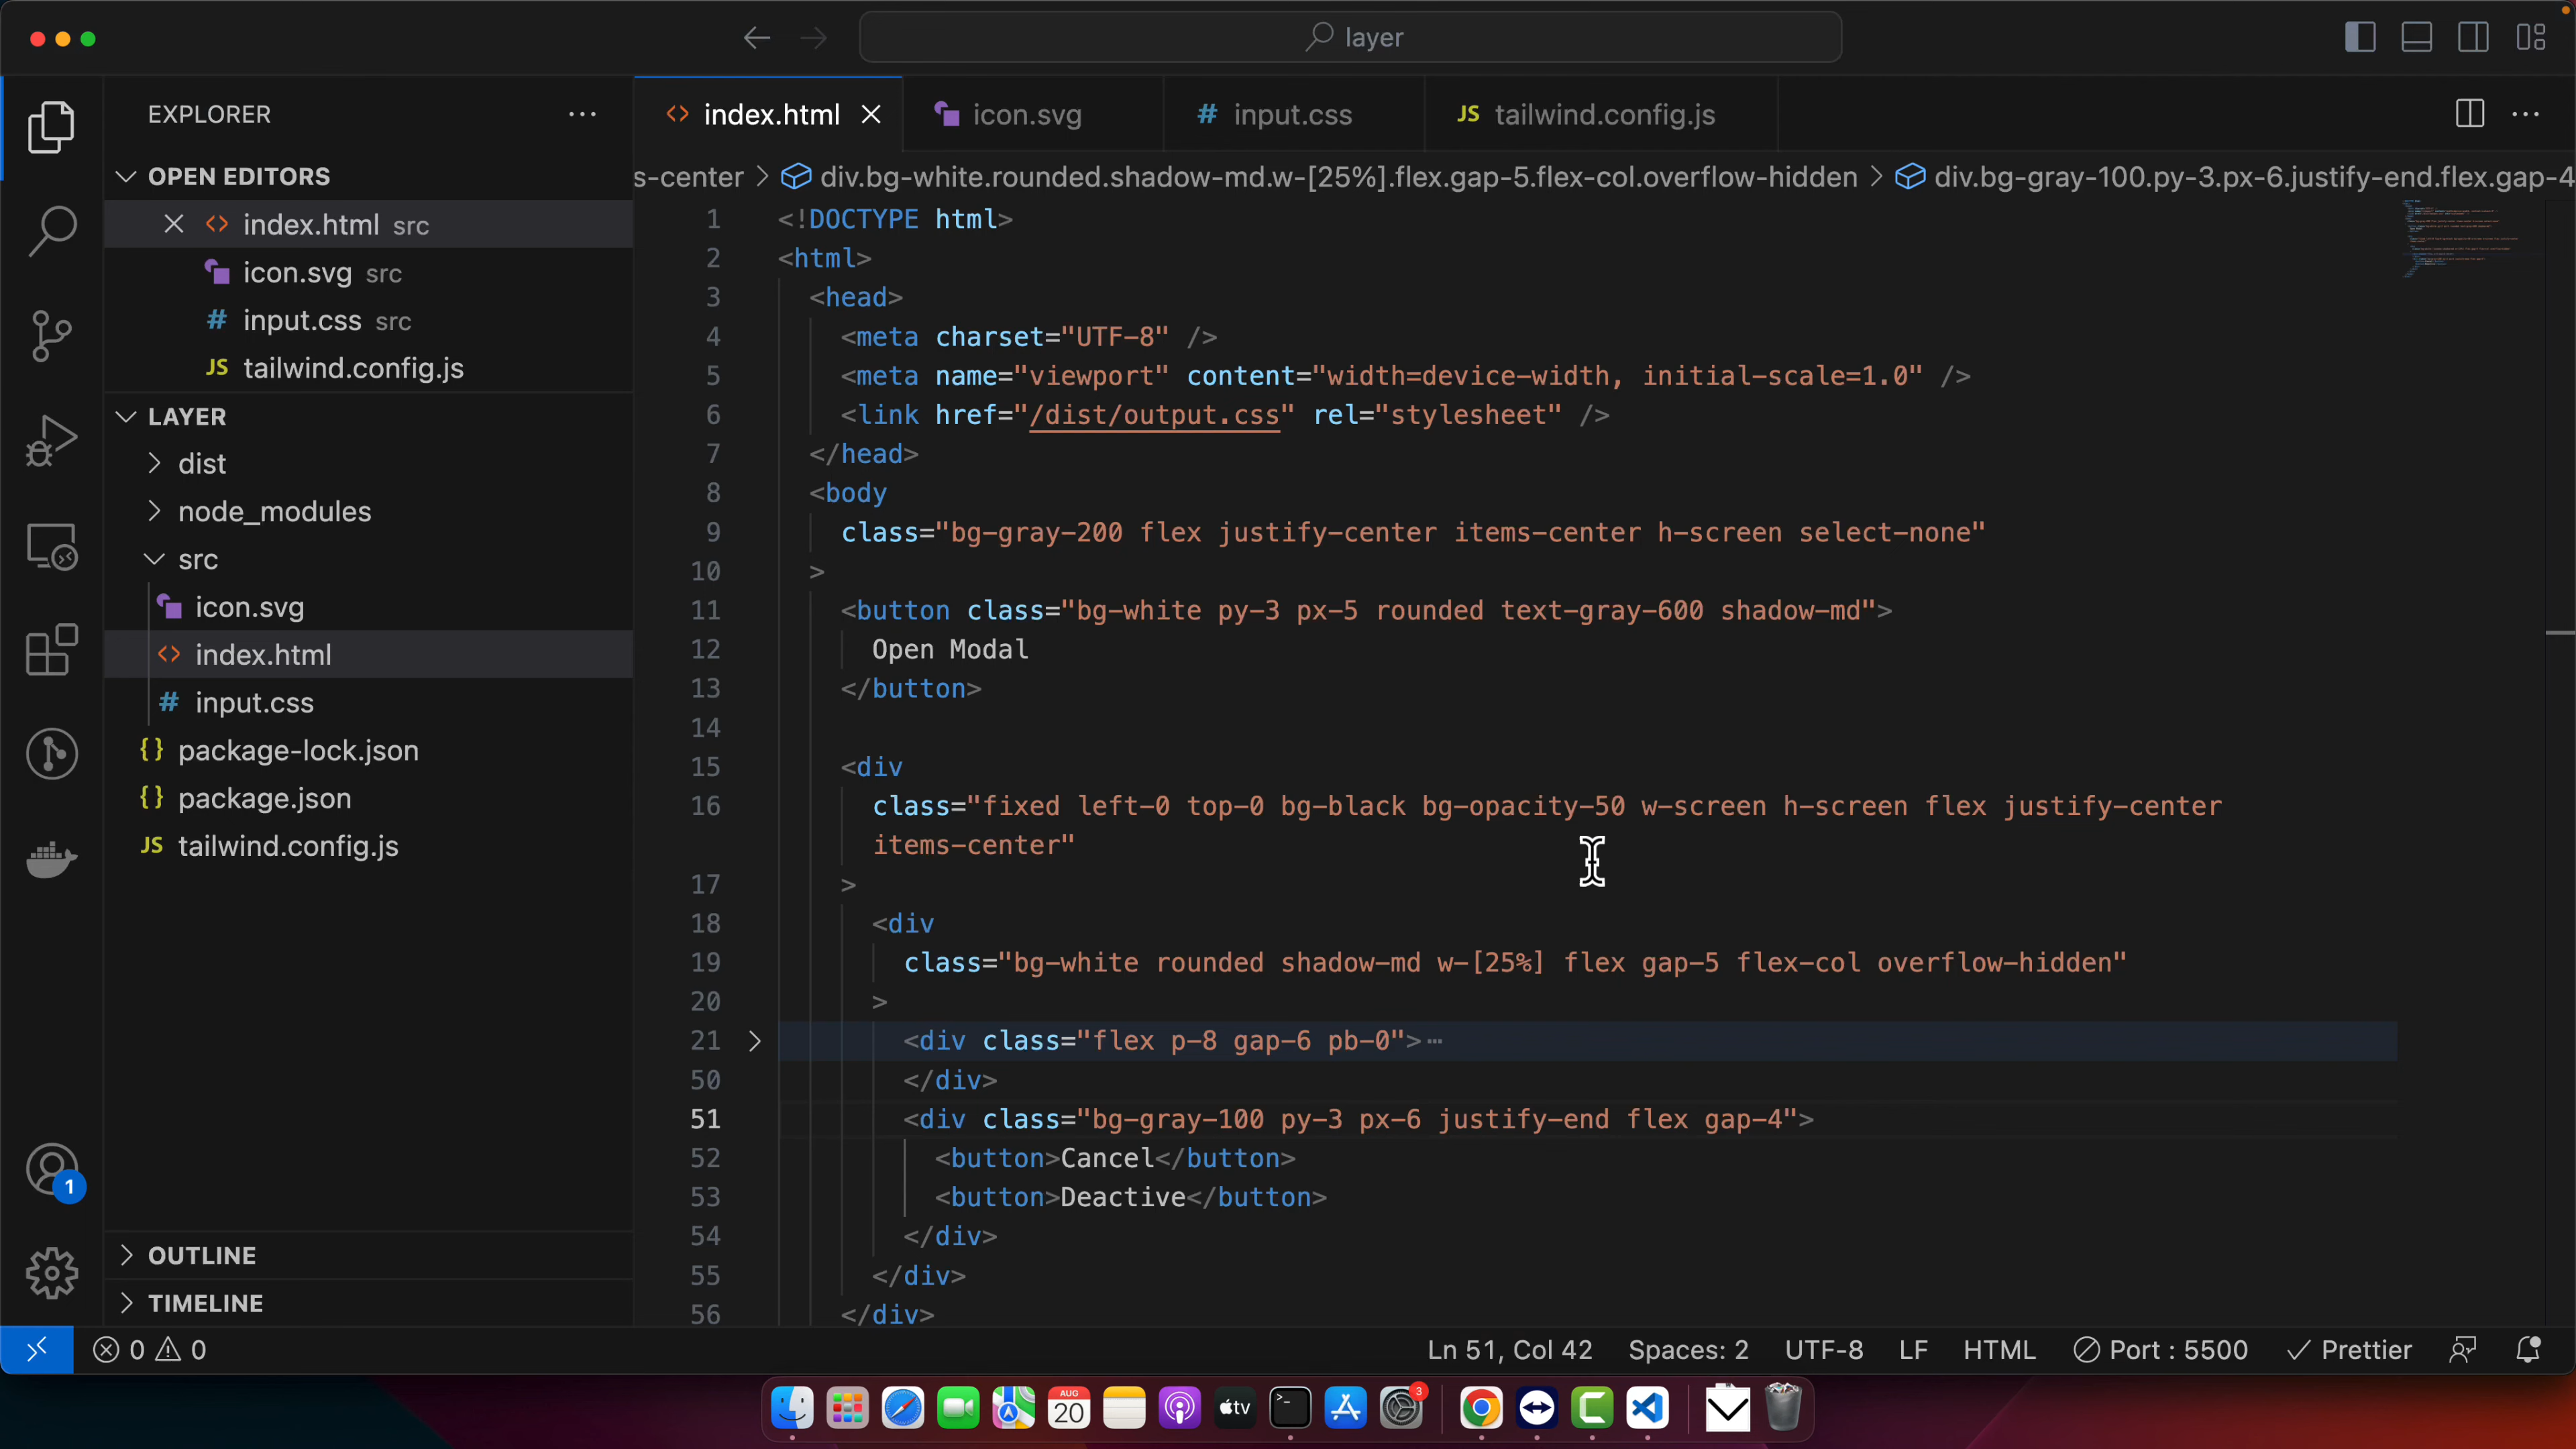 layer
EXPLORER
OPEN EDITORS
index.html src
icon.svg src
input.css src
tailwind.config.js
LAYER
dist
node_modules
src
icon.svg
index.html
input.css
package-lock.json
package.json
tailwind.config.js
OUTLINE
TIMELINE
1
index.html
icon.svg
input.css
tailwind.config.js
s-center > div.bg-white.rounded.shadow-md.w-[25%].flex.gap-5.flex-col.overflow-hidden > div.bg-gray-100.py-3.px-6.justify-end.flex.gap-4
1 <!DOCTYPE html>
2 <html>
3 <head>
4 <meta charset="UTF-8" />
5 <meta name="viewport" content="width=device-width, initial-scale=1.0" />
6 <link href="/dist/output.css" rel="stylesheet" />
7 </head>
8 <body
9 class="bg-gray-200 flex justify-center items-center h-screen select-none"
10 >
11 <button class="bg-white py-3 px-5 rounded text-gray-600 shadow-md">
12 Open Modal
13 </button>
14
15 <div
16 class="fixed left-0 top-0 bg-black bg-opacity-50 w-screen h-screen flex justify-center
items-center"
17 >
18 <div
19 class="bg-white rounded shadow-md w-[25%] flex gap-5 flex-col overflow-hidden"
20 >
21 <div class="flex p-8 gap-6 pb-0">⋯
50 </div>
51 <div class="bg-gray-100 py-3 px-6 justify-end flex gap-4">
52 <button>Cancel</button>
53 <button>Deactive</button>
54 </div>
55 </div>
56 </div>
0 0
Ln 51, Col 42 Spaces: 2 UTF-8 LF HTML Port : 5500 Prettier
AUG
20
tv
3